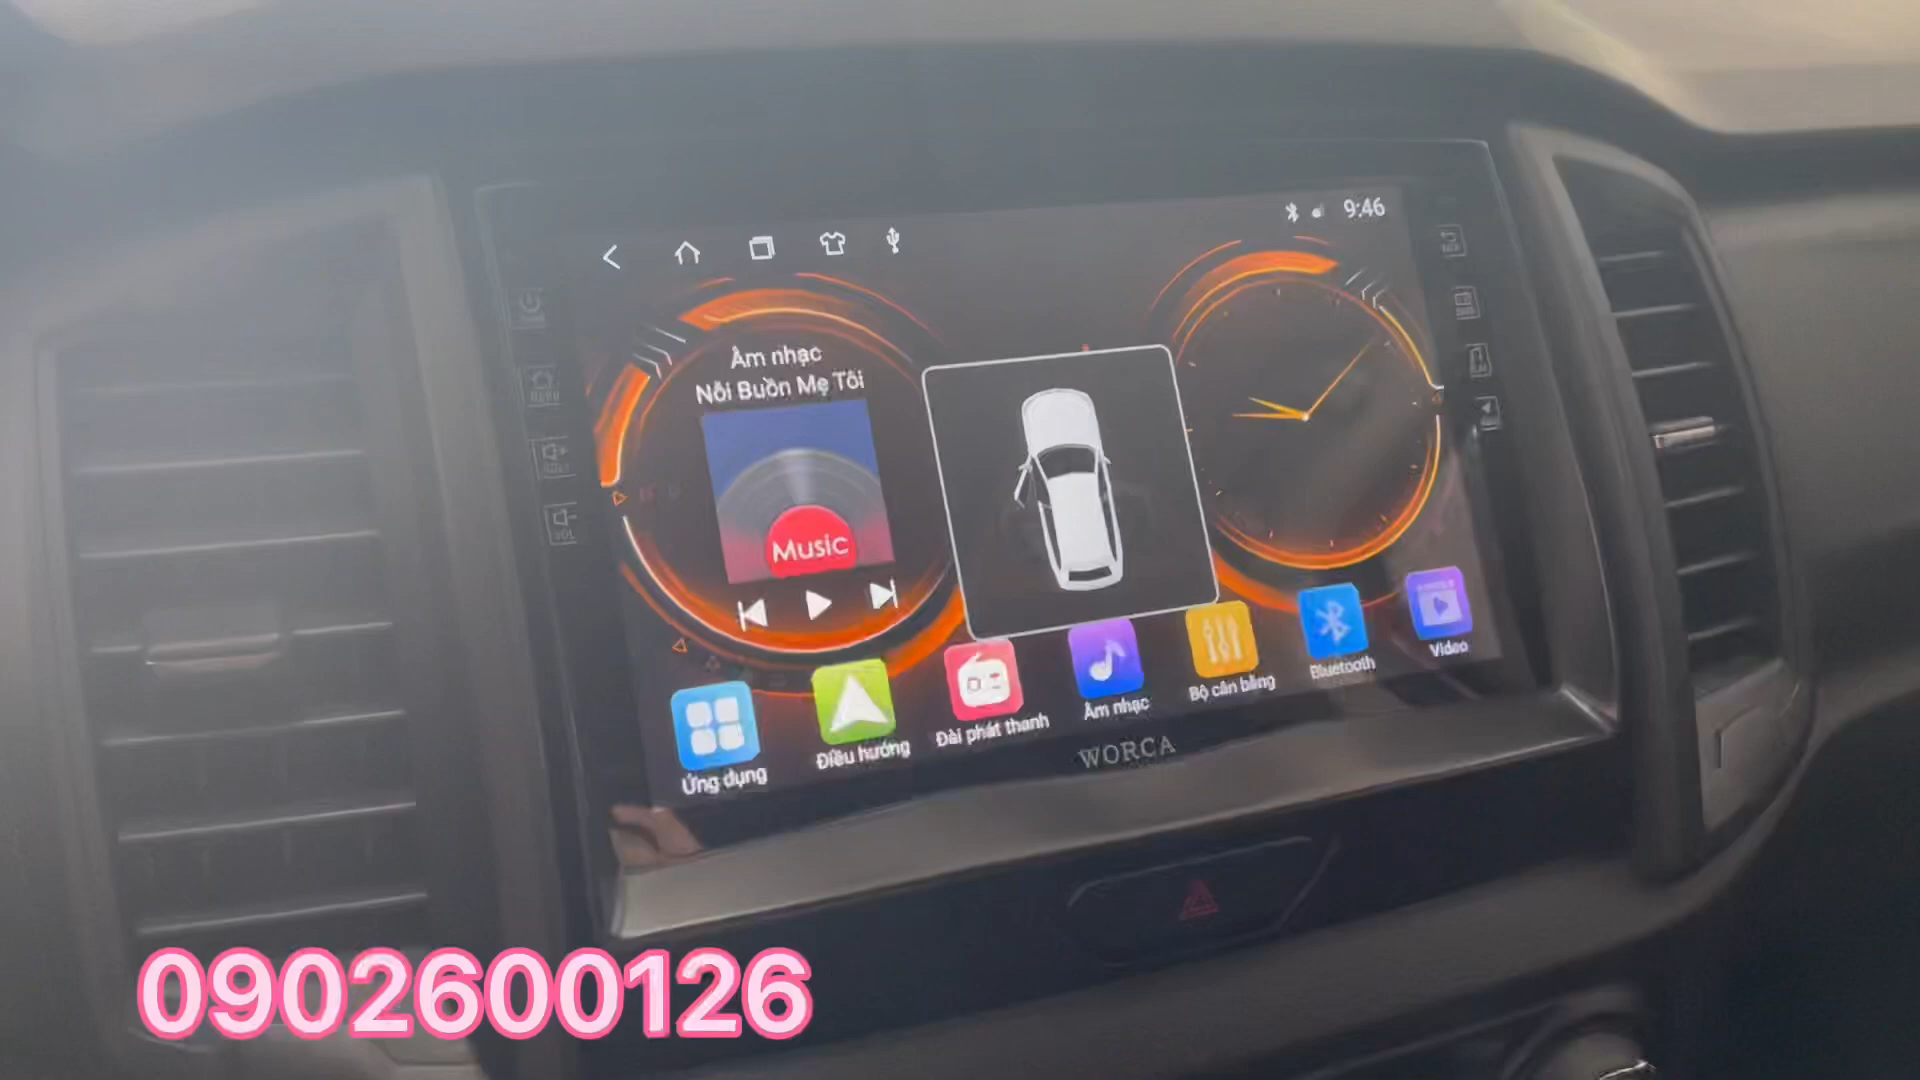 9:46
Âm nhạc
Nỗi Buồn Mẹ Tôi
Music
Ứng dụng
Điều hướng
Đài phát thanh
Âm nhạc
Bộ cân bằng
Bluetooth
Video
WORCA
VOL
0902600126